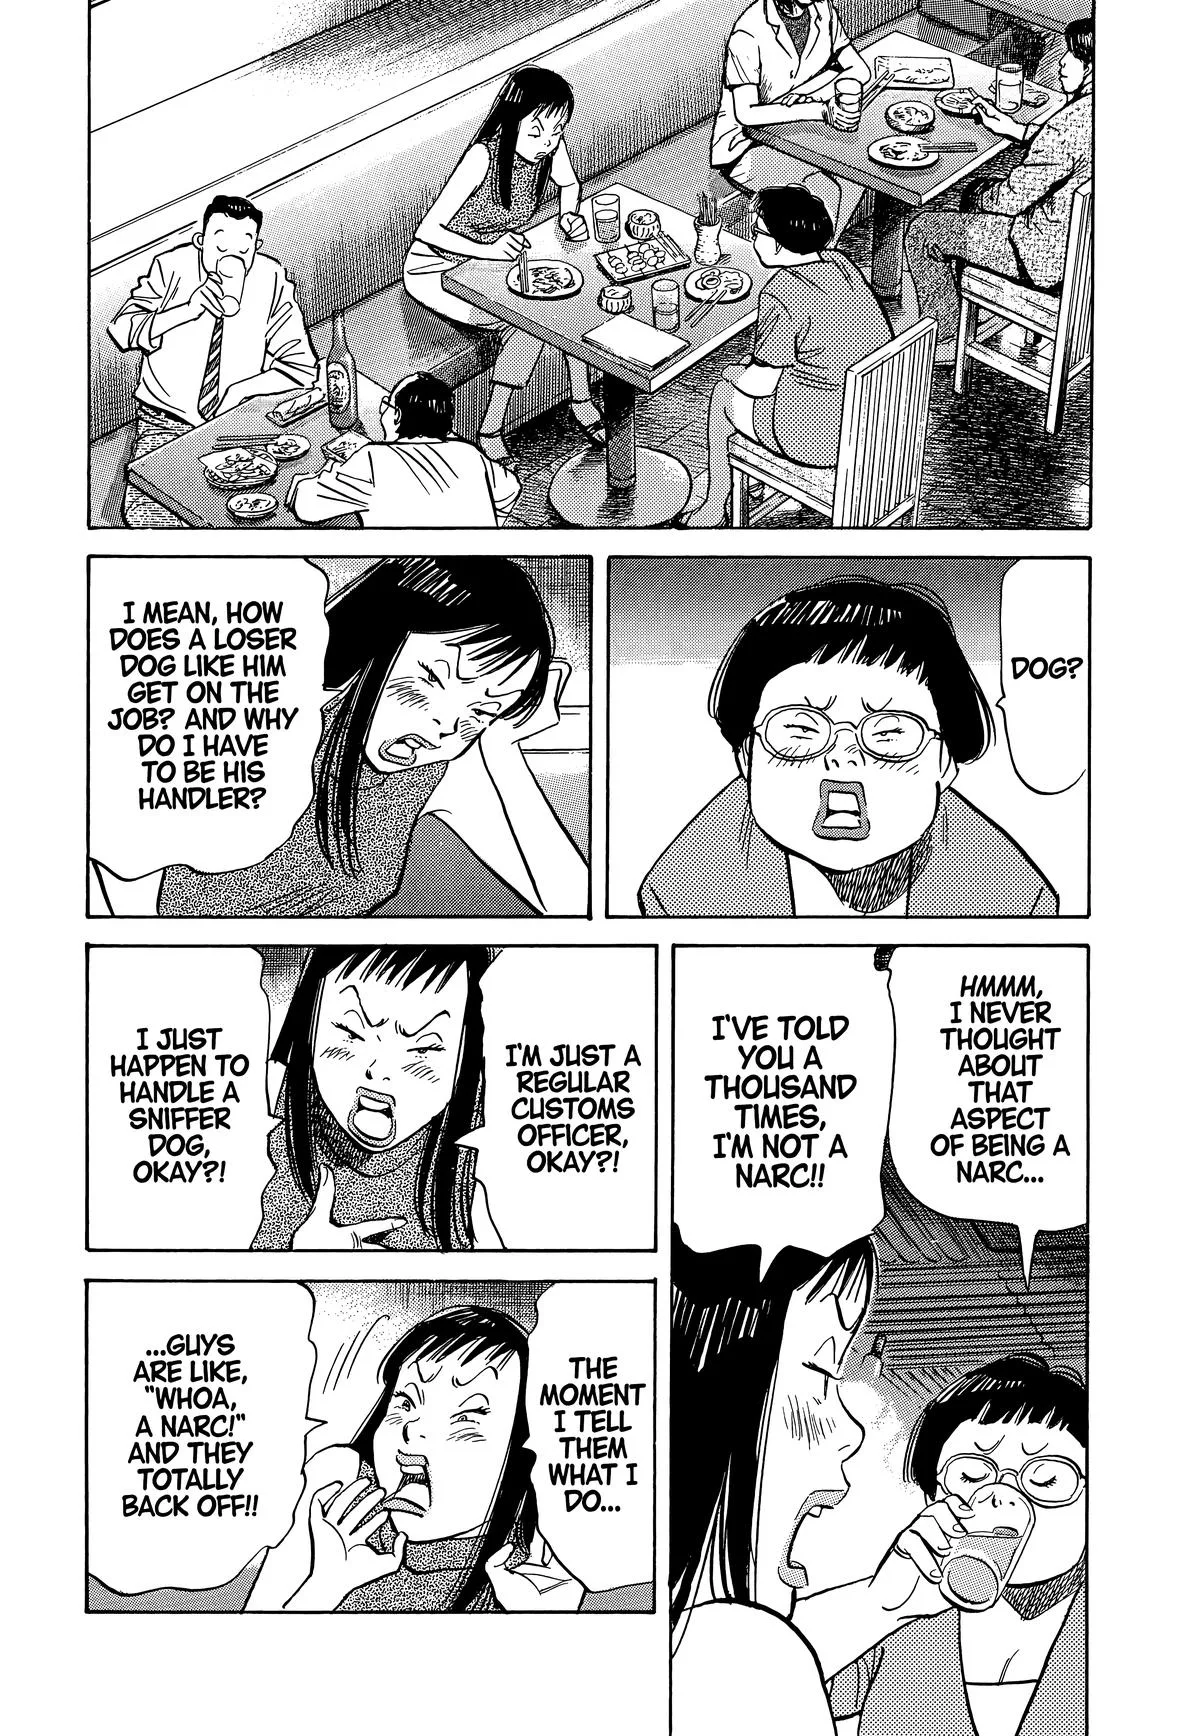 DOG?
I MEAN, HOW
DOES A LOSER
DOG LIKE HIM
GET ON THE
JOB? AND WHY
DO I HAVE
TO BE HIS
HANDLER?
HMMM,
I NEVER
THOUGHT
ABOUT
THAT
ASPECT
OF BEING A
NARC...
I'VE TOLD
YOU A
THOUSAND
TIMES,
I'M NOT A
NARC!!
I'M JUST A
REGULAR
CUSTOMS
OFFICER,
OKAY?!
I JUST
HAPPEN TO
HANDLE A
SNIFFER
DOG,
OKAY?!
THE
MOMENT
I TELL
THEM
WHAT I
DO...
...GUYS
ARE LIKE,
"WHOA,
A NARC!"
AND THEY
TOTALLY
BACK OFF!!